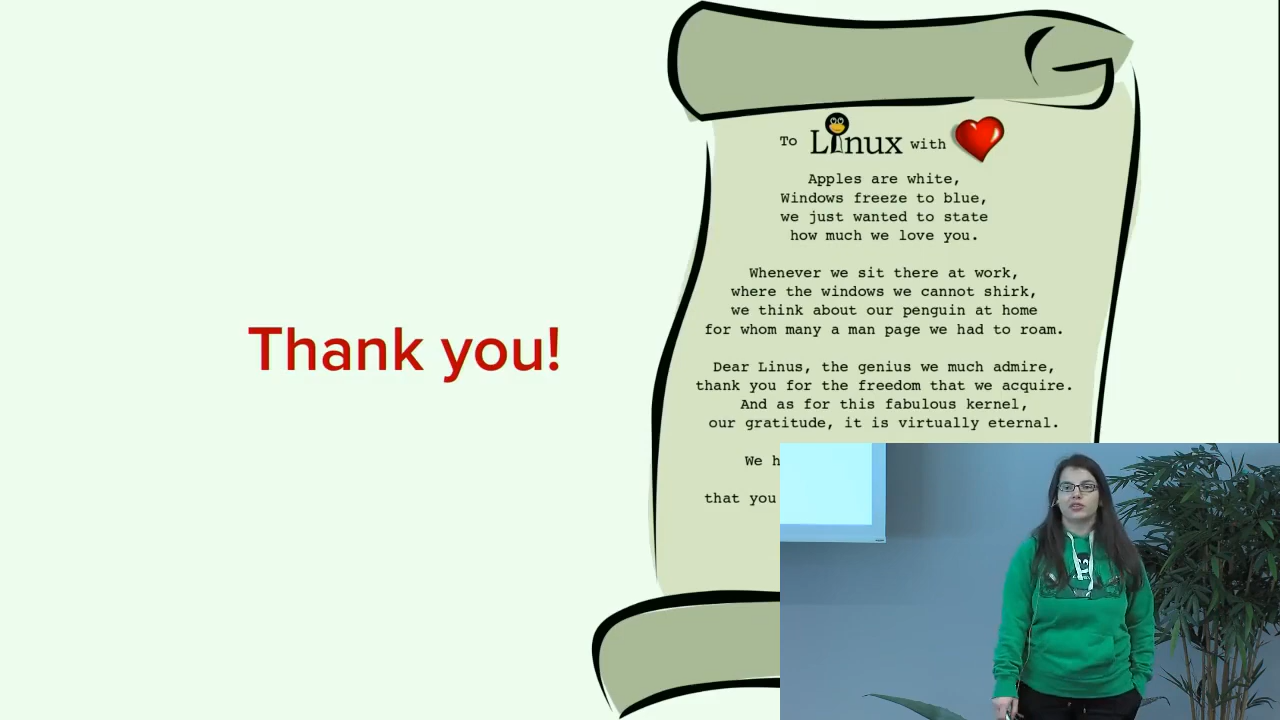 Thank you!
To Linux with
Apples are white,
Windows freeze to blue,
we just wanted to state
how much we love you.
Whenever we sit there at work,
where the windows we cannot shirk,
we think about our penguin at home
for whom many a man page we had to roam.
Dear Linus, the genius we much admire,
thank you for the freedom that we acquire.
And as for this fabulous kernel,
our gratitude, it is virtually eternal.
We h
that you